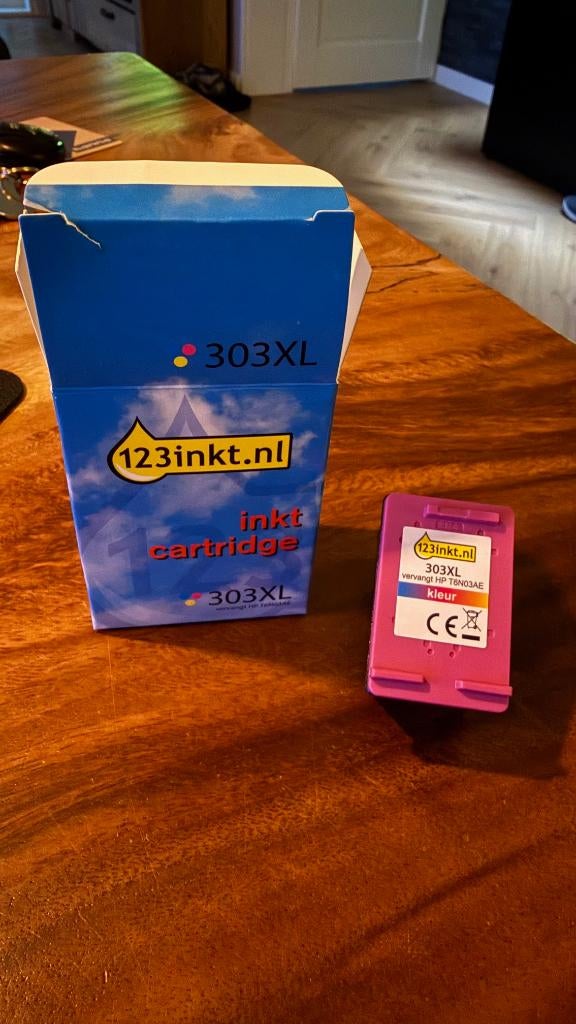 303XL
123inkt.nl
inkt
cartridge
303XL
vervangt HP T6N03AE
123inkt.nl
303XL
vervangt HP T6N03AE
kleur
CE